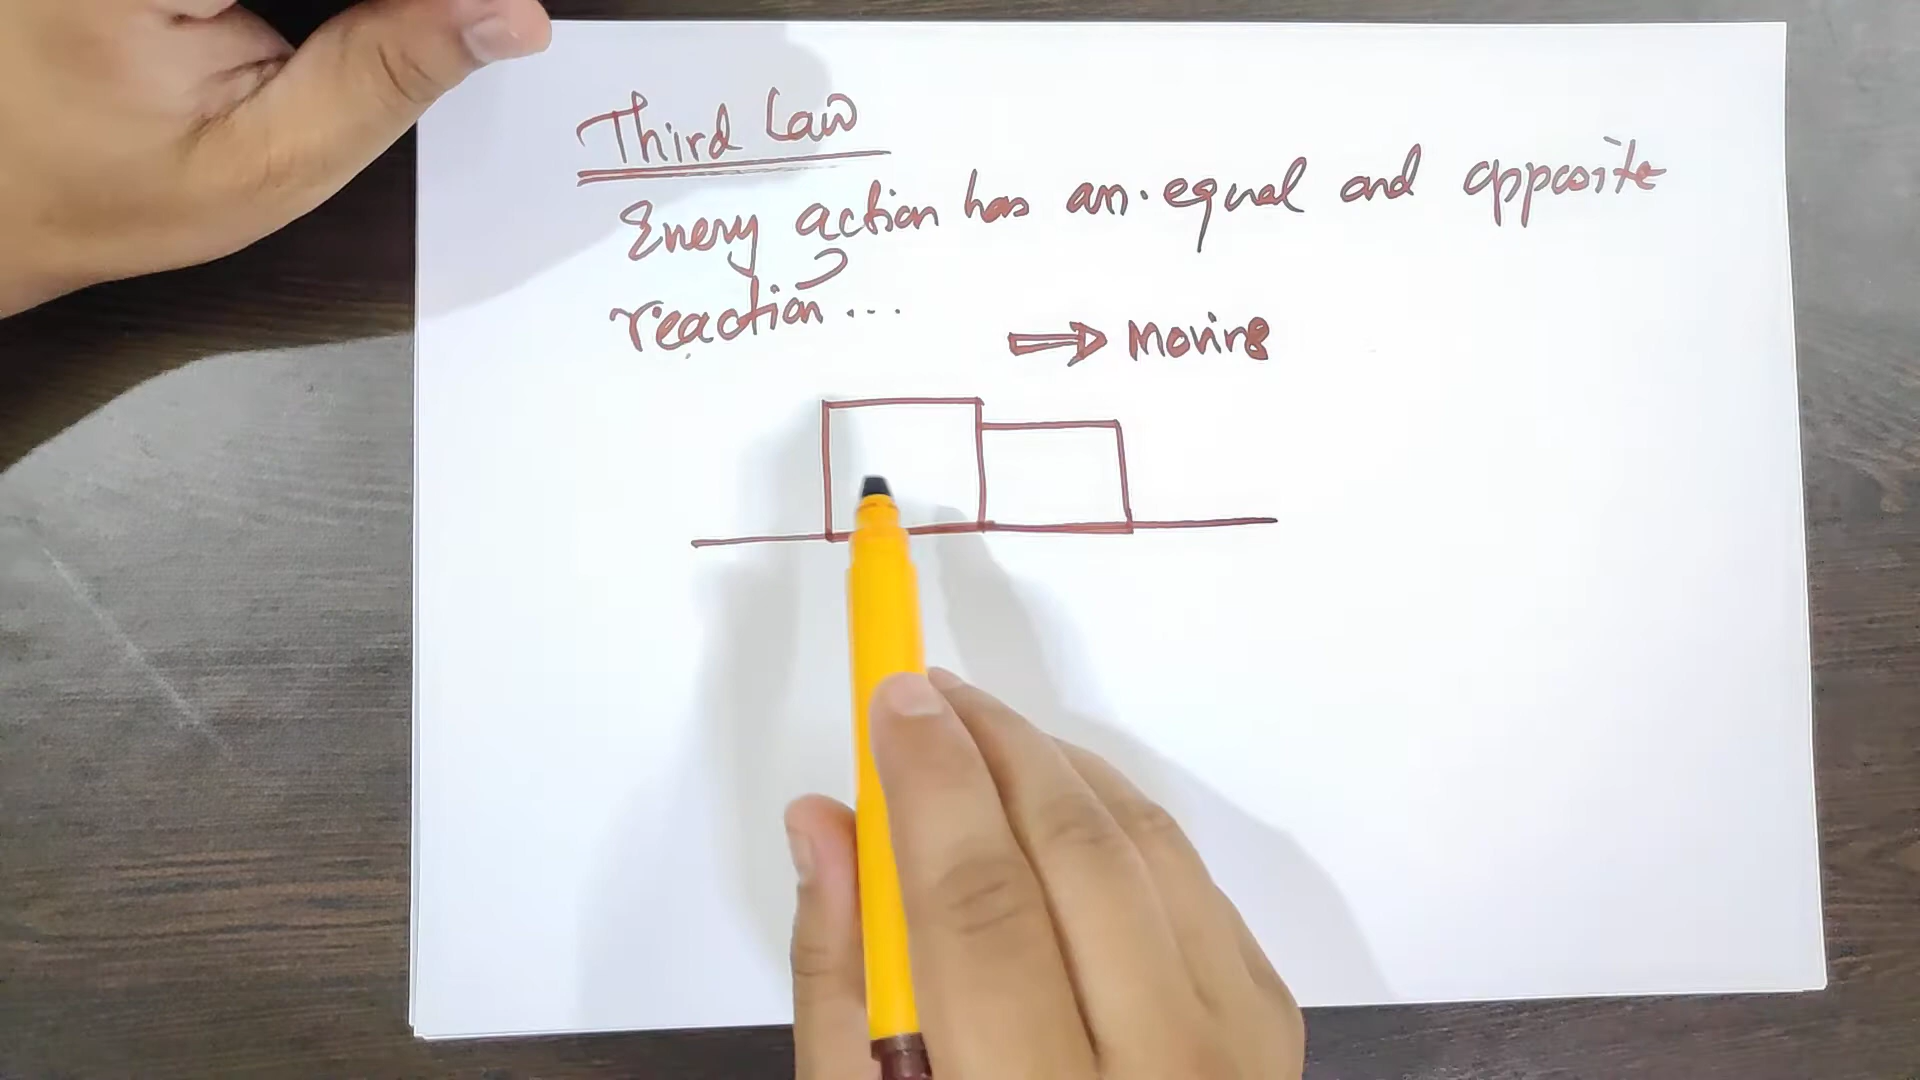 Third Law
Every action has an equal and opposite
reaction...
Moving